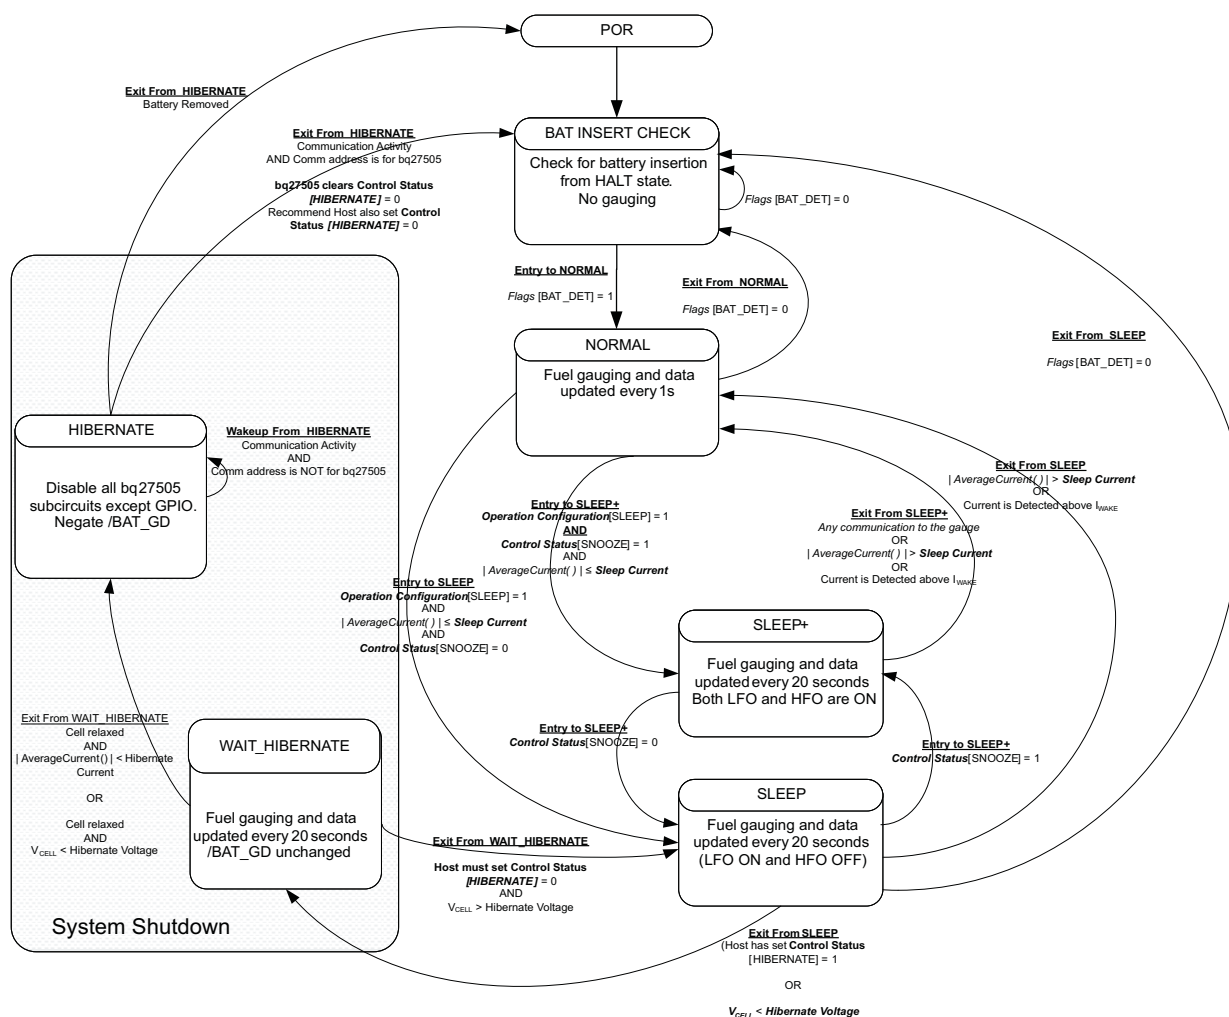 POR
Exit From HIBERNATE
Battery Removed
Exit From HIBERNATE
Communication Activity
AND Comm address is for bq27505
bq27505 clears Control Status
[HIBERNATE] = 0
Recommend Host also set Control
Status [HIBERNATE] = 0
BAT INSERT CHECK
Check for battery insertion
from HALT state.
No gauging
Flags [BAT_DET] = 0
Entry to NORMAL
Flags [BAT_DET] = 1
Exit From NORMAL
Flags [BAT_DET] = 0
Exit From SLEEP
Flags [BAT_DET] = 0
NORMAL
Fuel gauging and data
updated every 1s
HIBERNATE
Disable all bq27505
subcircuits except GPIO.
Negate /BAT_GD
Wakeup From HIBERNATE
Communication Activity
AND
Comm address is NOT for bq27505
Exit From SLEEP
| AverageCurrent( ) | > Sleep Current
OR
Current is Detected above IWAKE
Entry to SLEEP+
Operation Configuration[SLEEP] = 1
AND
Control Status[SNOOZE] = 1
AND
| AverageCurrent( ) | ≤ Sleep Current
Exit From SLEEP+
Any communication to the gauge
OR
| AverageCurrent( ) | > Sleep Current
OR
Current is Detected above IWAKE
Entry to SLEEP
Operation Configuration[SLEEP] = 1
AND
| AverageCurrent( ) | ≤ Sleep Current
AND
Control Status[SNOOZE] = 0
SLEEP+
Fuel gauging and data
updated every 20 seconds
Both LFO and HFO are ON
Entry to SLEEP+
Control Status[SNOOZE] = 0
Entry to SLEEP+
Control Status[SNOOZE] = 1
Exit From WAIT_HIBERNATE
Cell relaxed
AND
| AverageCurrent() | < Hibernate
Current
OR
Cell relaxed
AND
VCELL < Hibernate Voltage
WAIT_HIBERNATE
Fuel gauging and data
updated every 20 seconds
/BAT_GD unchanged
SLEEP
Fuel gauging and data
updated every 20 seconds
(LFO ON and HFO OFF)
Exit From WAIT_HIBERNATE
Host must set Control Status
[HIBERNATE] = 0
AND
VCELL > Hibernate Voltage
System Shutdown
Exit From SLEEP
(Host has set Control Status
[HIBERNATE] = 1
OR
VCELL < Hibernate Voltage